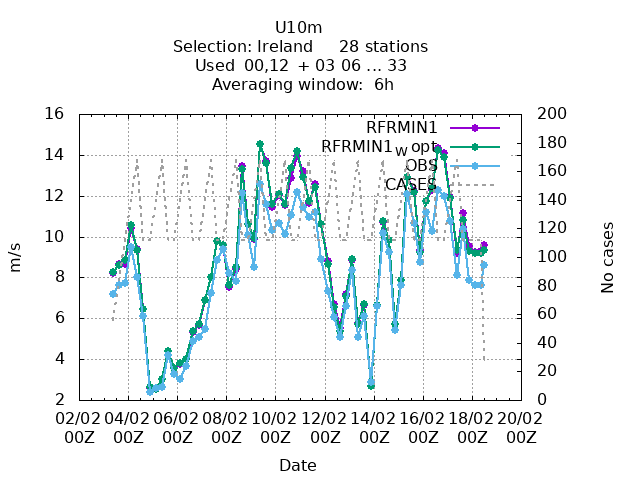 U10m
Selection: Ireland 28 stations
Used 00,12 + 03 06 ... 33
Averaging window: 6h
RFRMIN1
RFRMIN1w opt
OBS
CASES
m/s
16
14
12
10
8
6
4
2
No cases
200
180
160
140
120
100
80
60
40
20
0
02/02 04/02 06/02 08/02 10/02 12/02 14/02 16/02 18/02 20/02
00Z 00Z 00Z 00Z 00Z 00Z 00Z 00Z 00Z 00Z
Date